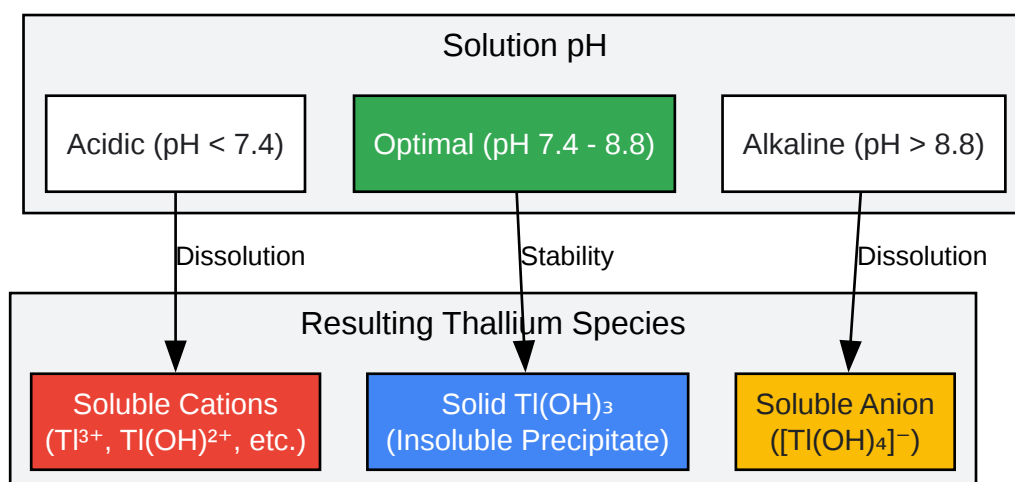 Solution pH
Acidic (pH < 7.4)
Optimal (pH 7.4 - 8.8)
Alkaline (pH > 8.8)
Dissolution
Stability
Dissolution
Resulting Thallium Species
Soluble Cations
(Tl³⁺, Tl(OH)²⁺, etc.)
Solid Tl(OH)₃
(Insoluble Precipitate)
Soluble Anion
([Tl(OH)₄]⁻)